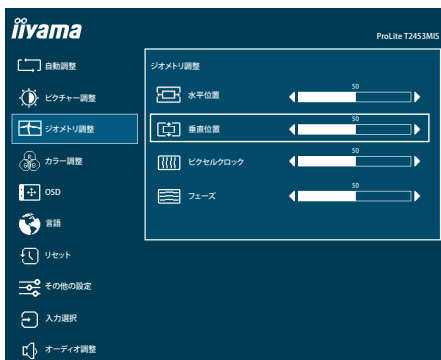 iiyama
ProLite T2453MIS
自動調整
ピクチャー調整
ジオメトリ調整
カラー調整
OSD
言語
リセット
その他の設定
入力選択
オーディオ調整
ジオメトリ調整
水平位置
50
垂直位置
50
ピクセルクロック
50
フェーズ
50